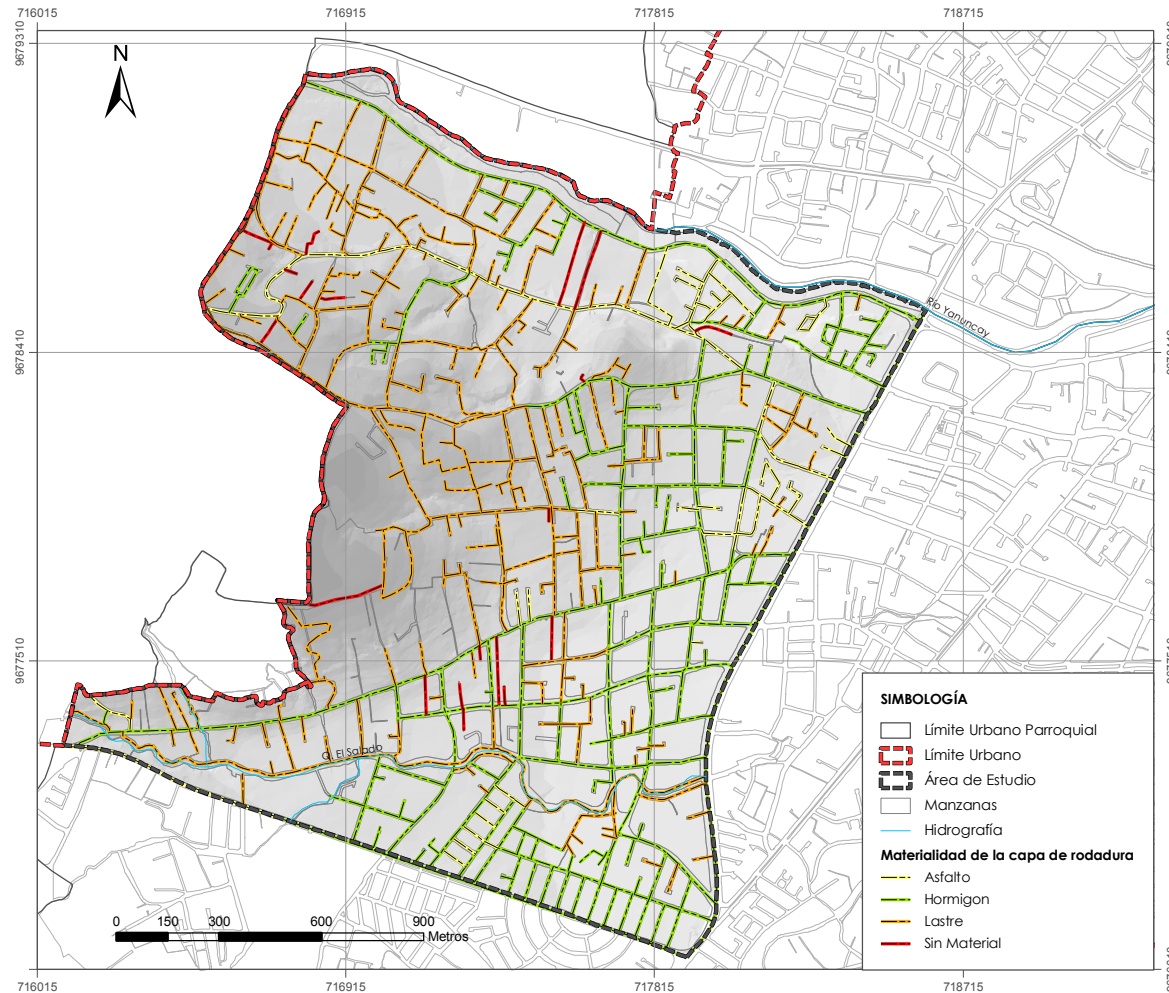 716015
716915
717815
718715
9679310
N
Río Yanuncay
9678410
9677510
Q. El Salado
SIMBOLOGÍA
Límite Urbano Parroquial
Límite Urbano
Área de Estudio
Manzanas
Hidrografía
Materialidad de la capa de rodadura
Asfalto
Hormigon
Lastre
Sin Material
0 150 300 600 900
Metros
716015
716915
717815
718715